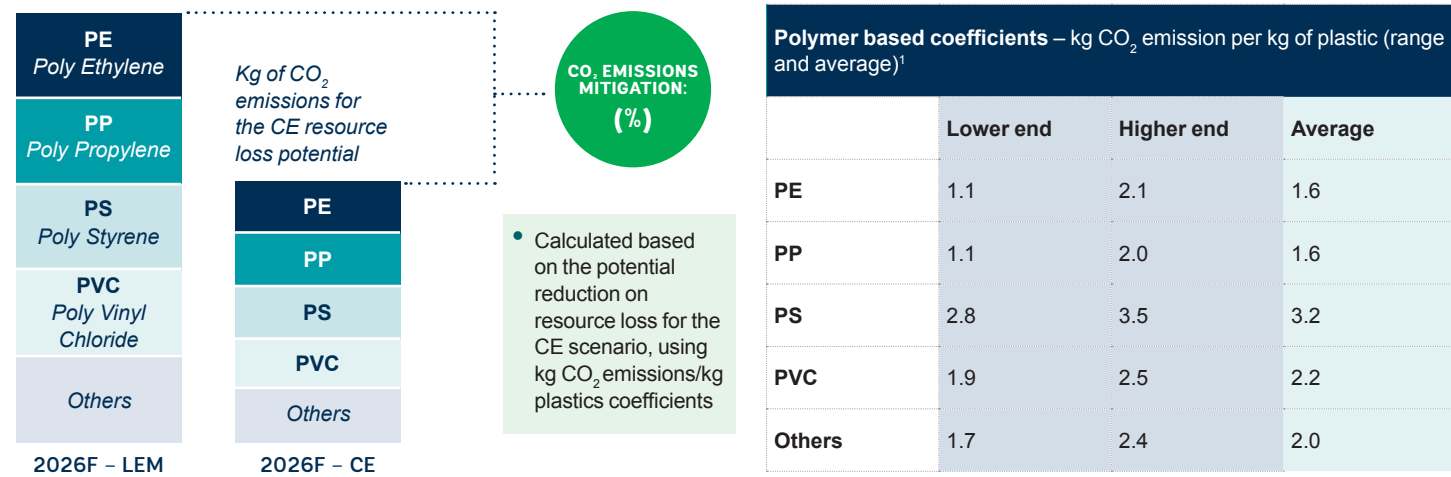 PE
Poly Ethylene
PP
Poly Propylene
PS
Poly Styrene
PVC
Poly Vinyl
Chloride
Others
2026F – LEM
Kg of CO₂
emissions for
the CE resource
loss potential
PE
PP
PS
PVC
Others
2026F – CE
CO₂ EMISSIONS
MITIGATION:
(%)
• Calculated based
on the potential
reduction on
resource loss for the
CE scenario, using
kg CO₂ emissions/kg
plastics coefficients
Polymer based coefficients – kg CO₂ emission per kg of plastic (range
and average)¹
Lower end Higher end Average
PE 1.1 2.1 1.6
PP 1.1 2.0 1.6
PS 2.8 3.5 3.2
PVC 1.9 2.5 2.2
Others 1.7 2.4 2.0